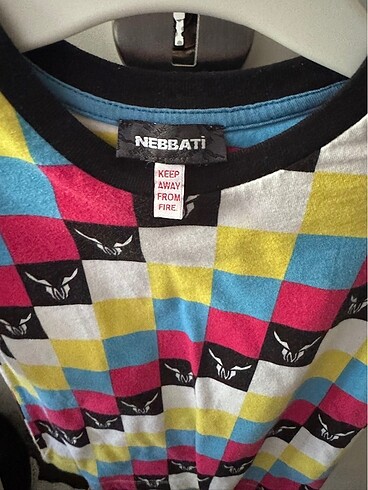 NEBBATi
KEEP
AWAY
FROM
FIRE.